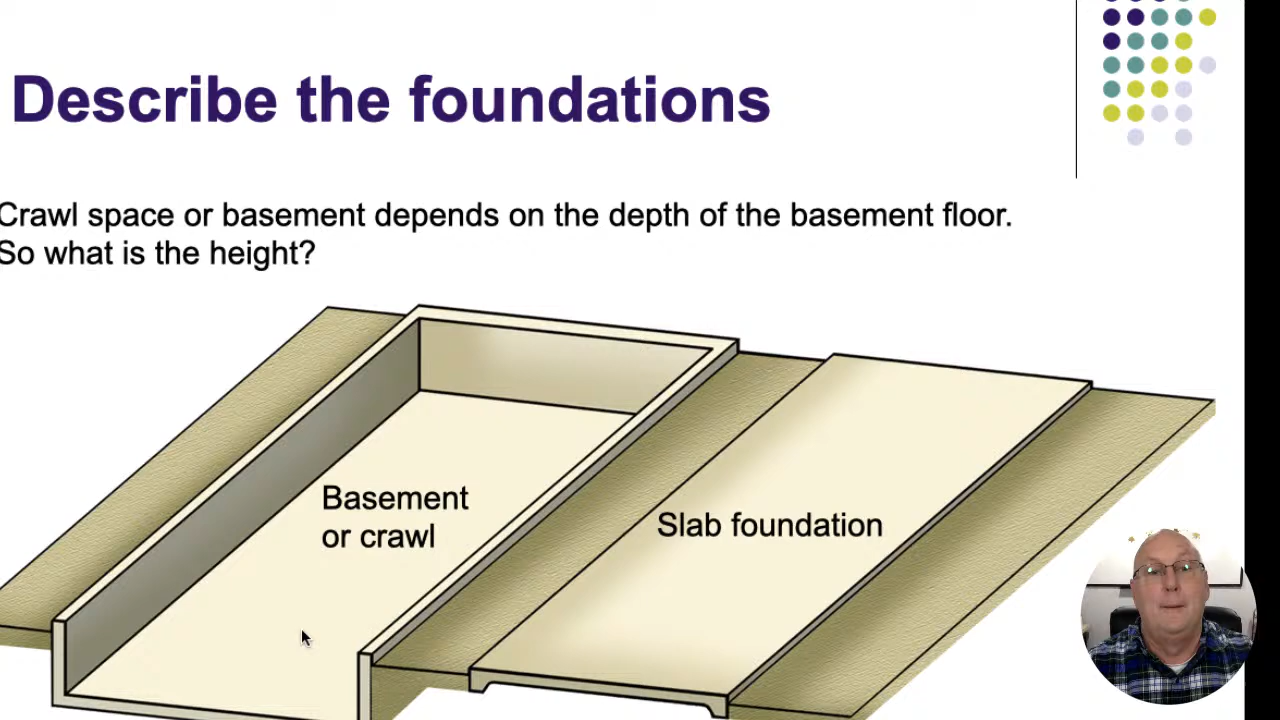 Describe the foundations
Crawl space or basement depends on the depth of the basement floor.
So what is the height?
Basement
or crawl
Slab foundation